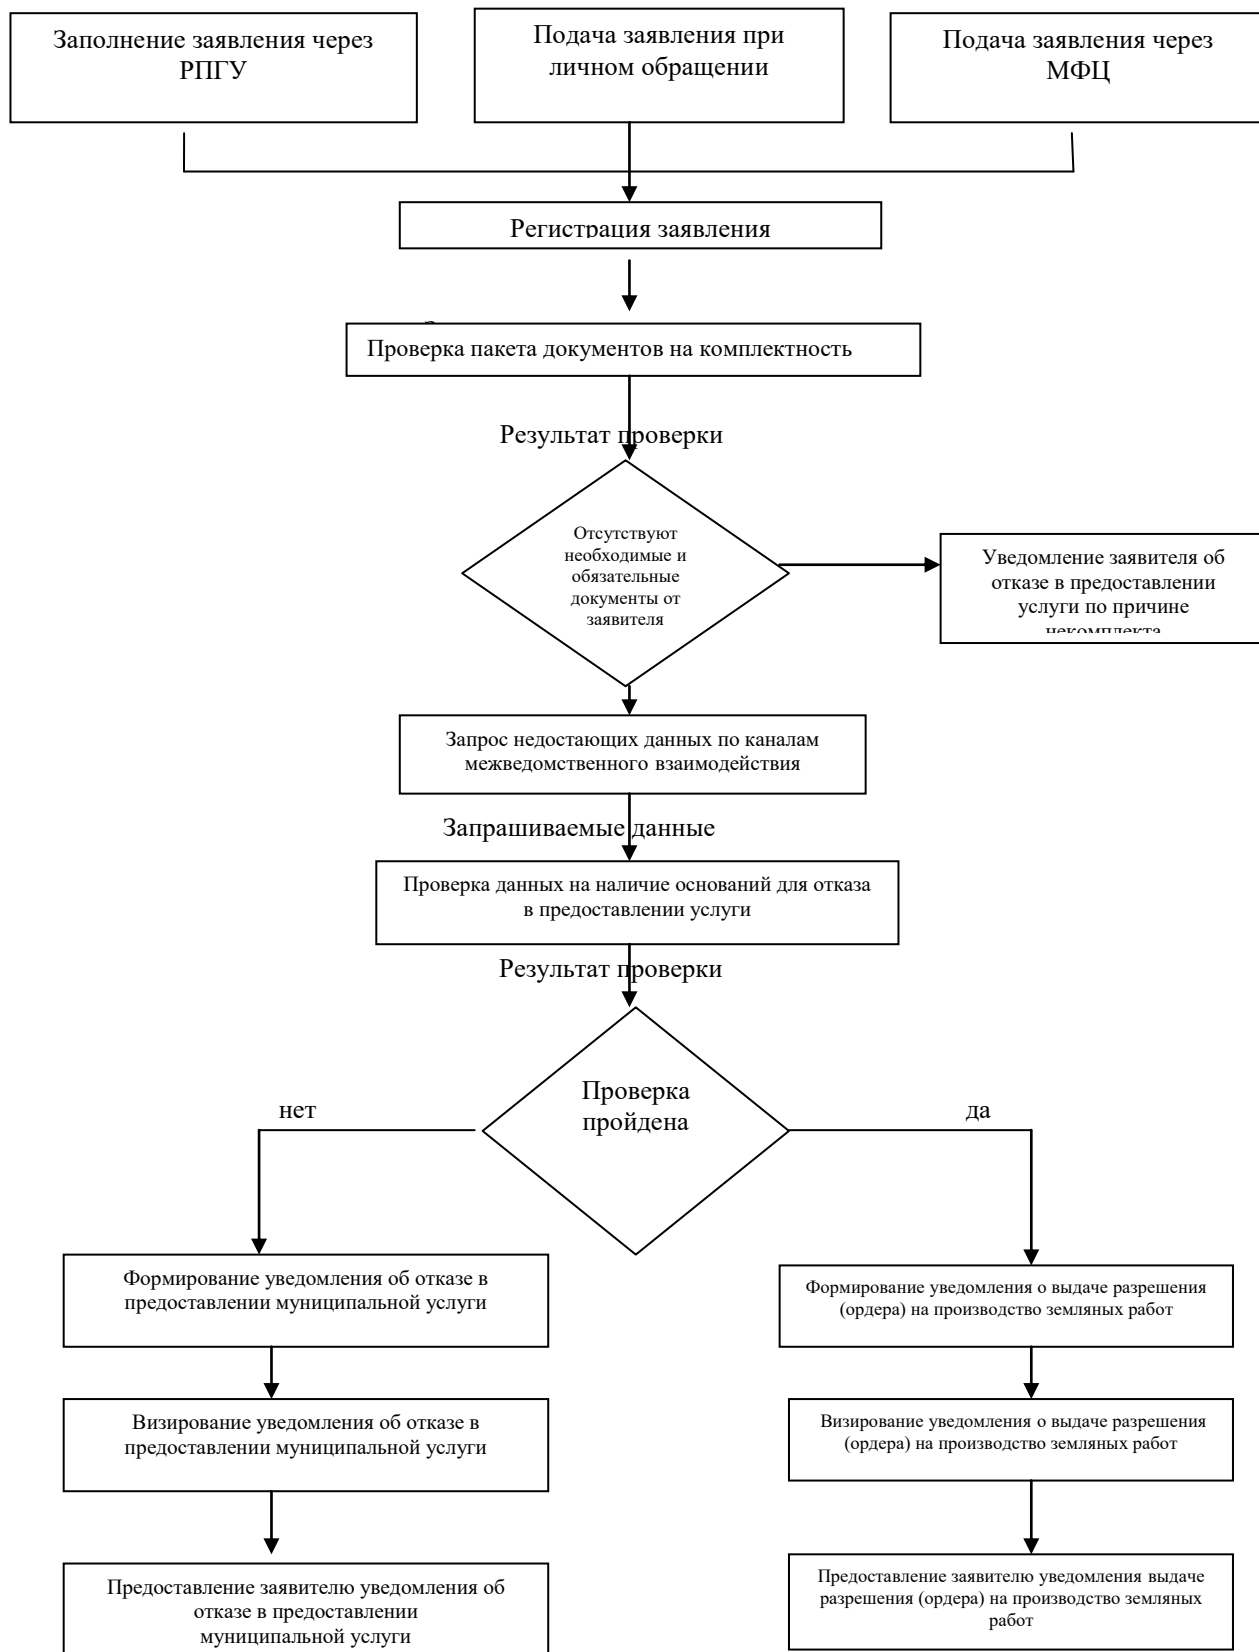 Заполнение заявления через
РПГУ
Подача заявления при
личном обращении
Подача заявления через
МФЦ
Регистрация заявления
Проверка пакета документов на комплектность
Результат проверки
Отсутствуют
необходимые и
обязательные
документы от
заявителя
Уведомление заявителя об
отказе в предоставлении
услуги по причине
некомплекта
Запрос недостающих данных по каналам
межведомственного взаимодействия
Запрашиваемые данные
Проверка данных на наличие оснований для отказа
в предоставлении услуги
Результат проверки
Проверка
пройдена
нет
да
Формирование уведомления об отказе в
предоставлении муниципальной услуги
Формирование уведомления о выдаче разрешения
(ордера) на производство земляных работ
Визирование уведомления об отказе в
предоставлении муниципальной услуги
Визирование уведомления о выдаче разрешения
(ордера) на производство земляных работ
Предоставление заявителю уведомления об
отказе в предоставлении
муниципальной услуги
Предоставление заявителю уведомления выдаче
разрешения (ордера) на производство земляных
работ